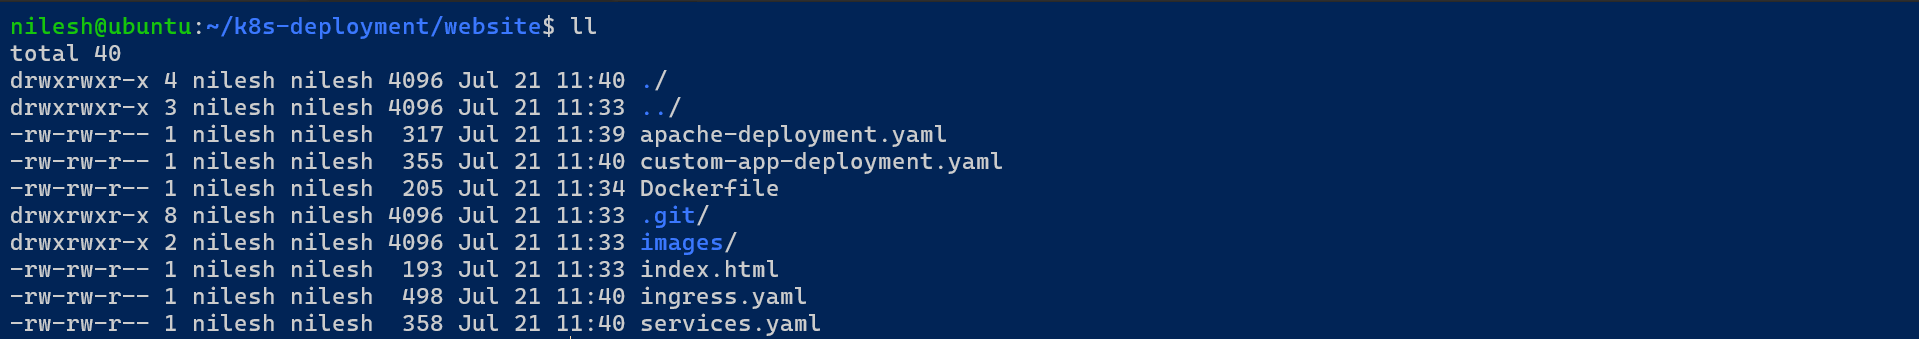 nilesh@ubuntu:~/k8s-deployment/website$ ll
total 40
drwxrwxr-x 4 nilesh nilesh 4096 Jul 21 11:40 ./
drwxrwxr-x 3 nilesh nilesh 4096 Jul 21 11:33 ../
-rw-rw-r-- 1 nilesh nilesh  317 Jul 21 11:39 apache-deployment.yaml
-rw-rw-r-- 1 nilesh nilesh  355 Jul 21 11:40 custom-app-deployment.yaml
-rw-rw-r-- 1 nilesh nilesh  205 Jul 21 11:34 Dockerfile
drwxrwxr-x 8 nilesh nilesh 4096 Jul 21 11:33 .git/
drwxrwxr-x 2 nilesh nilesh 4096 Jul 21 11:33 images/
-rw-rw-r-- 1 nilesh nilesh  193 Jul 21 11:33 index.html
-rw-rw-r-- 1 nilesh nilesh  498 Jul 21 11:40 ingress.yaml
-rw-rw-r-- 1 nilesh nilesh  358 Jul 21 11:40 services.yaml